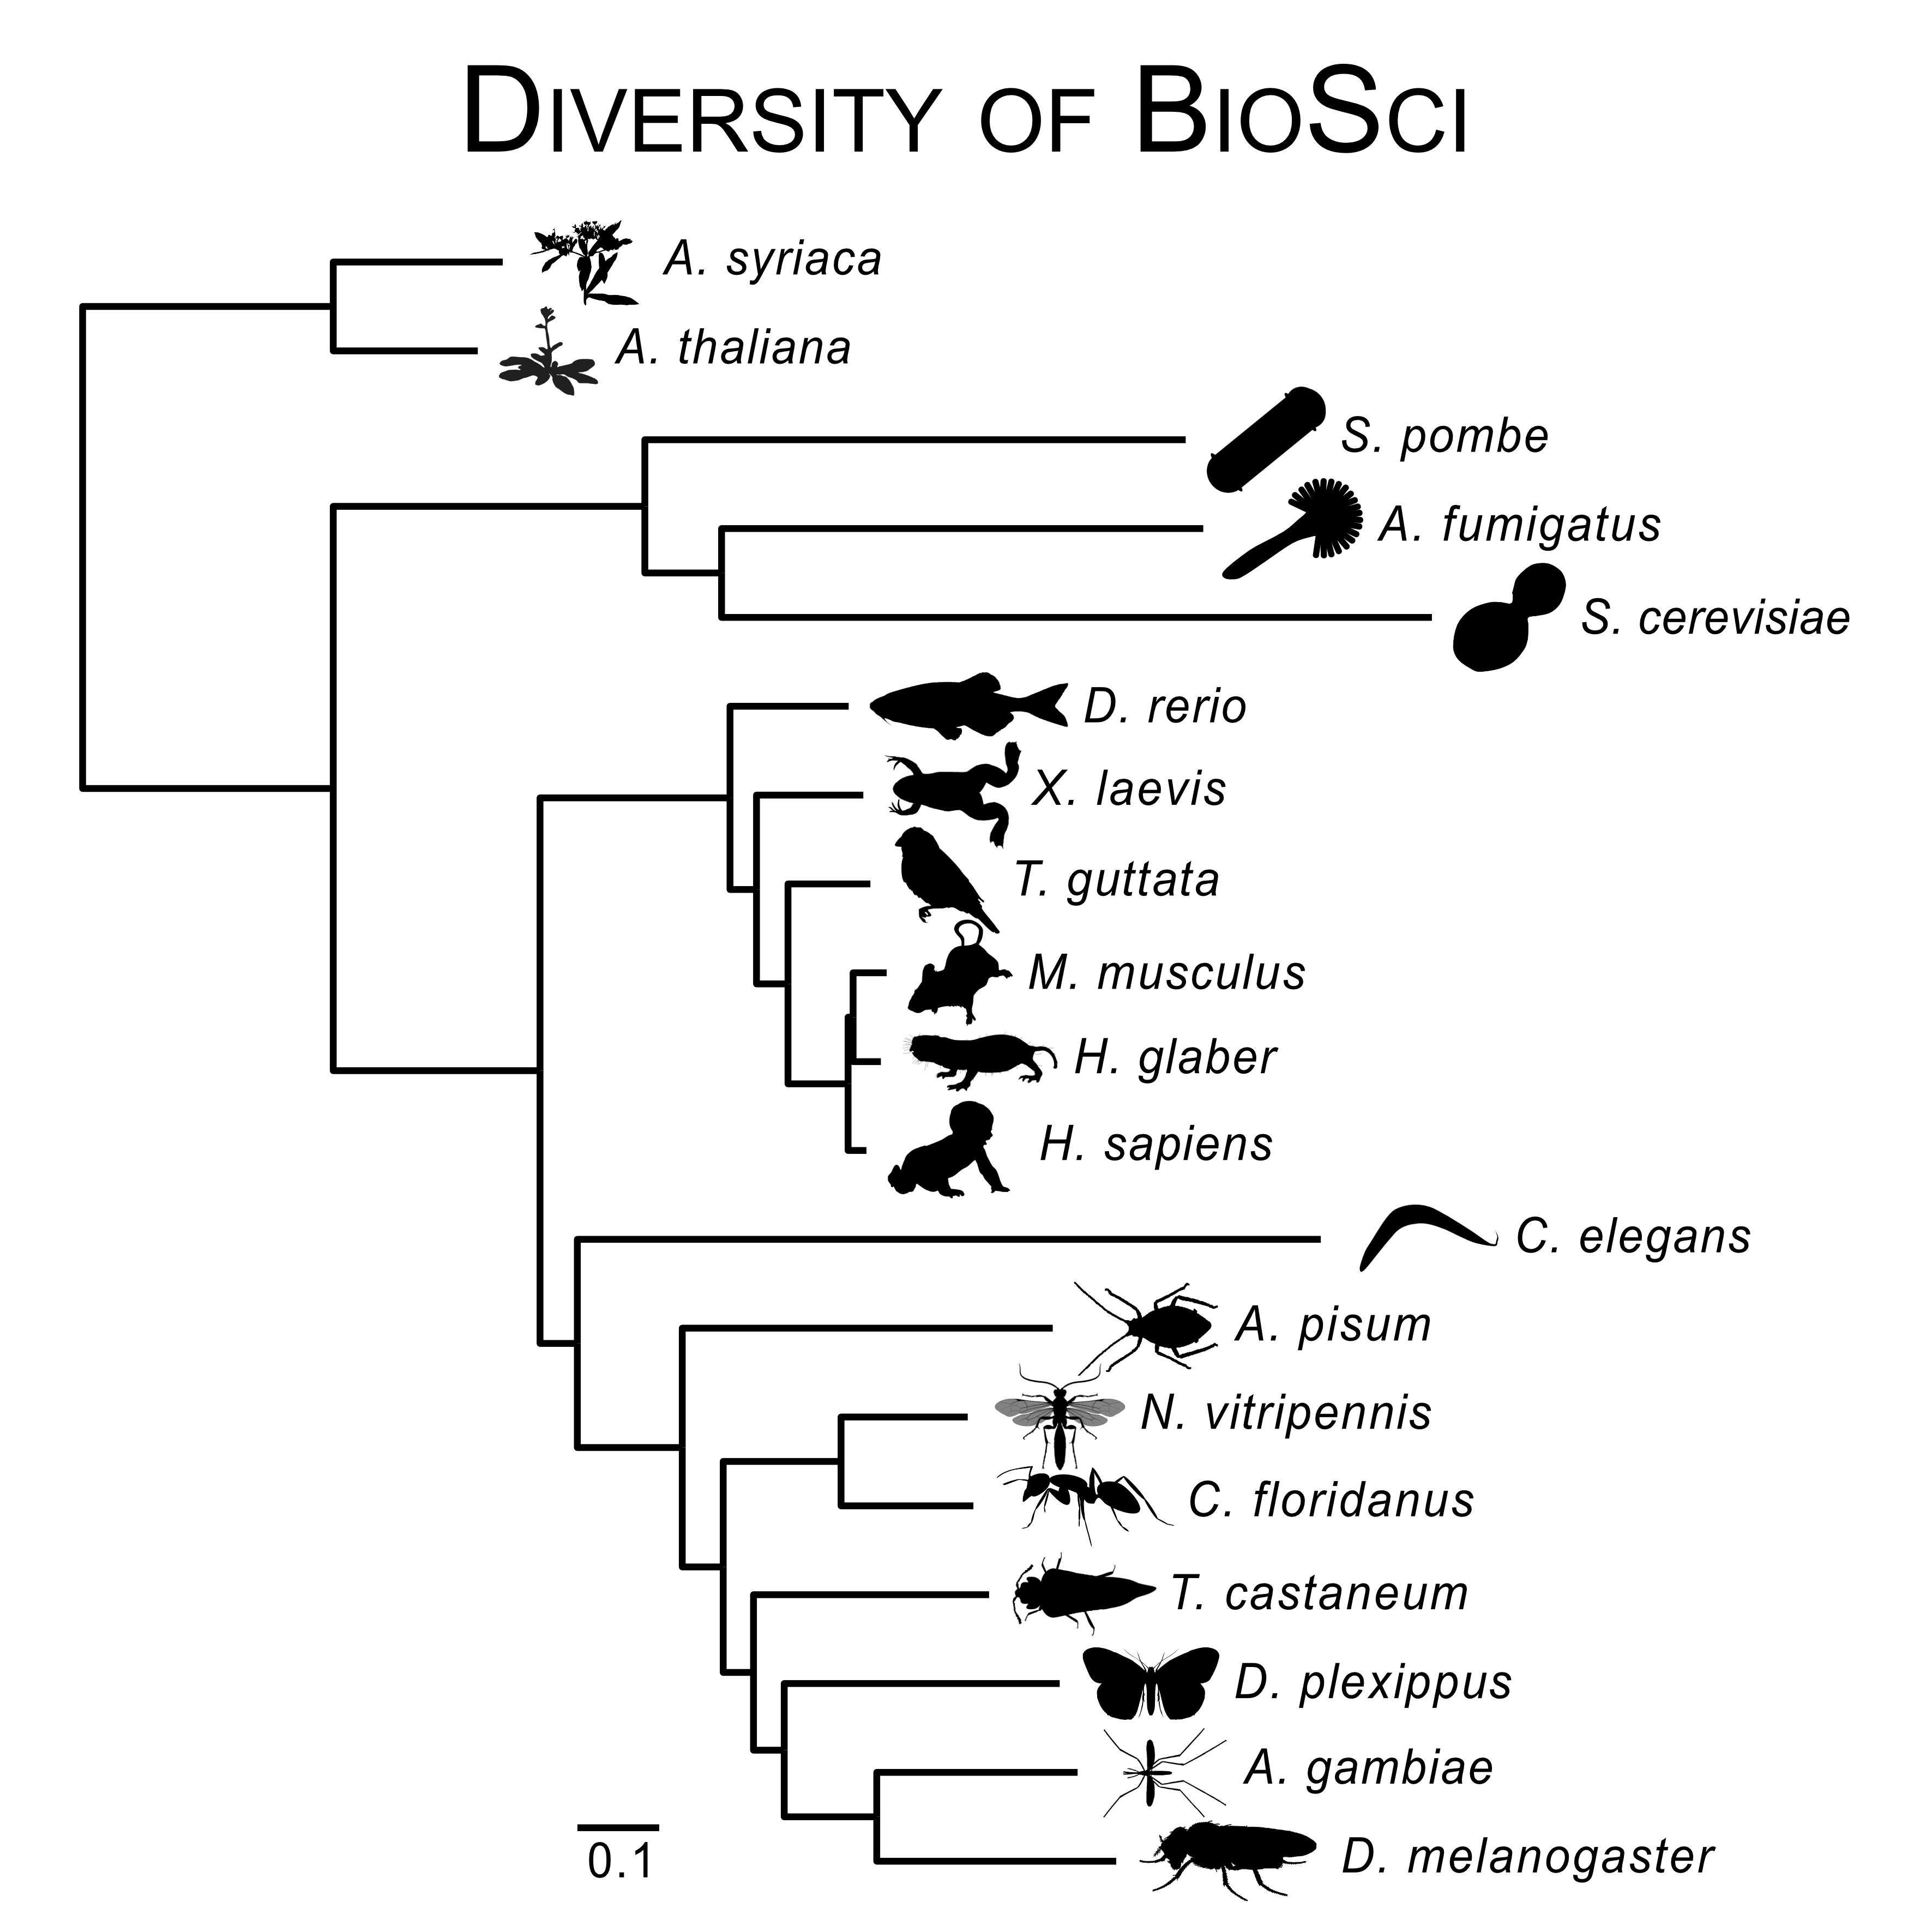 Diversity of BioSci
A. syriaca
A. thaliana
S. pombe
A. fumigatus
S. cerevisiae
D. rerio
X. laevis
T. guttata
M. musculus
H. glaber
H. sapiens
C. elegans
A. pisum
N. vitripennis
C. floridanus
T. castaneum
D. plexippus
A. gambiae
0.1
D. melanogaster